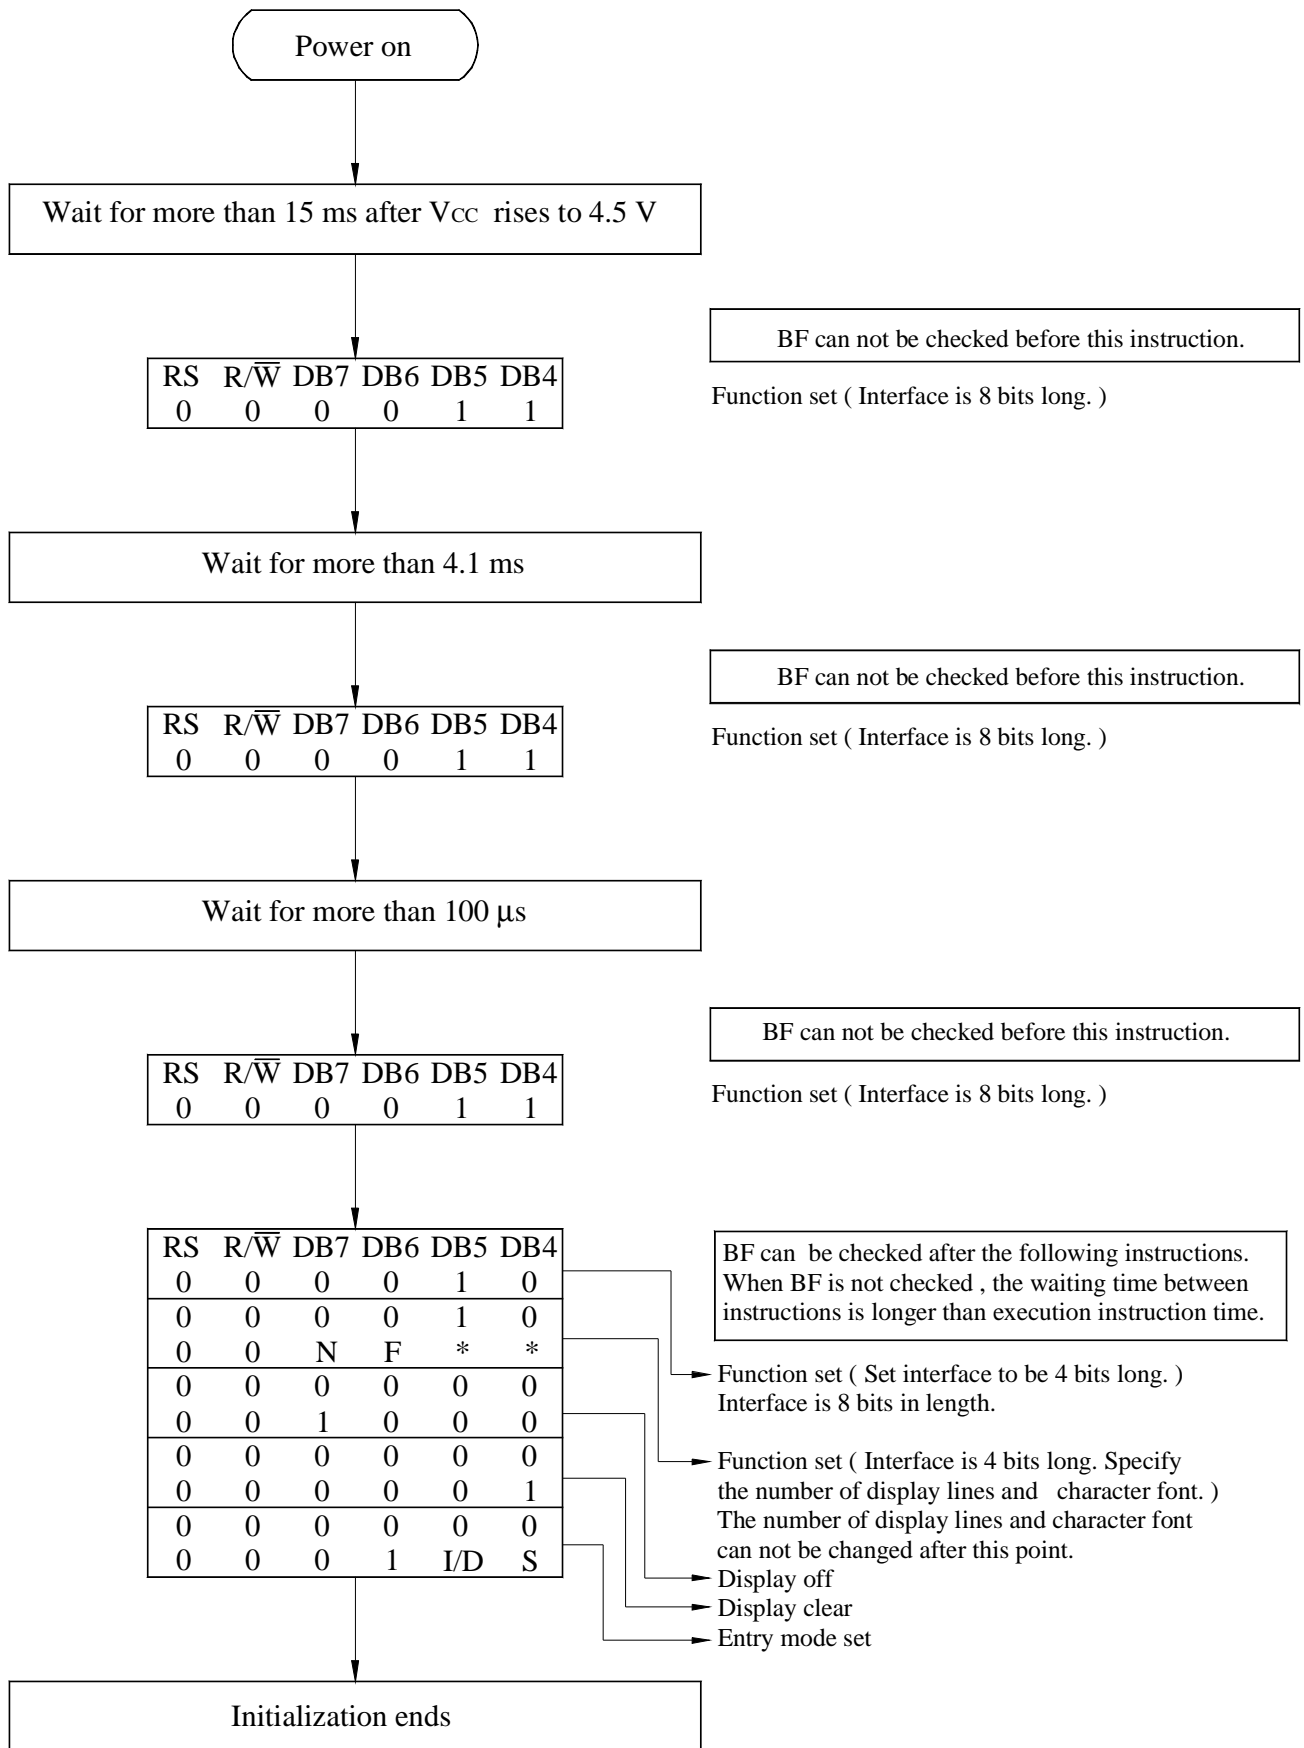 Power on
Wait for more than 15 ms after VCC rises to 4.5 V
BF can not be checked before this instruction.
RS R/W̅ DB7 DB6 DB5 DB4
0 0 0 0 1 1
Function set ( Interface is 8 bits long. )
Wait for more than 4.1 ms
BF can not be checked before this instruction.
RS R/W̅ DB7 DB6 DB5 DB4
0 0 0 0 1 1
Function set ( Interface is 8 bits long. )
Wait for more than 100 µs
BF can not be checked before this instruction.
RS R/W̅ DB7 DB6 DB5 DB4
0 0 0 0 1 1
Function set ( Interface is 8 bits long. )
RS R/W̅ DB7 DB6 DB5 DB4
0 0 0 0 1 0
0 0 0 0 1 0
0 0 N F * *
0 0 0 0 0 0
0 0 1 0 0 0
0 0 0 0 0 0
0 0 0 0 0 1
0 0 0 0 0 0
0 0 0 1 I/D S
BF can be checked after the following instructions.
When BF is not checked , the waiting time between
instructions is longer than execution instruction time.
Function set ( Set interface to be 4 bits long. )
Interface is 8 bits in length.
Function set ( Interface is 4 bits long. Specify
the number of display lines and character font. )
The number of display lines and character font
can not be changed after this point.
Display off
Display clear
Entry mode set
Initialization ends